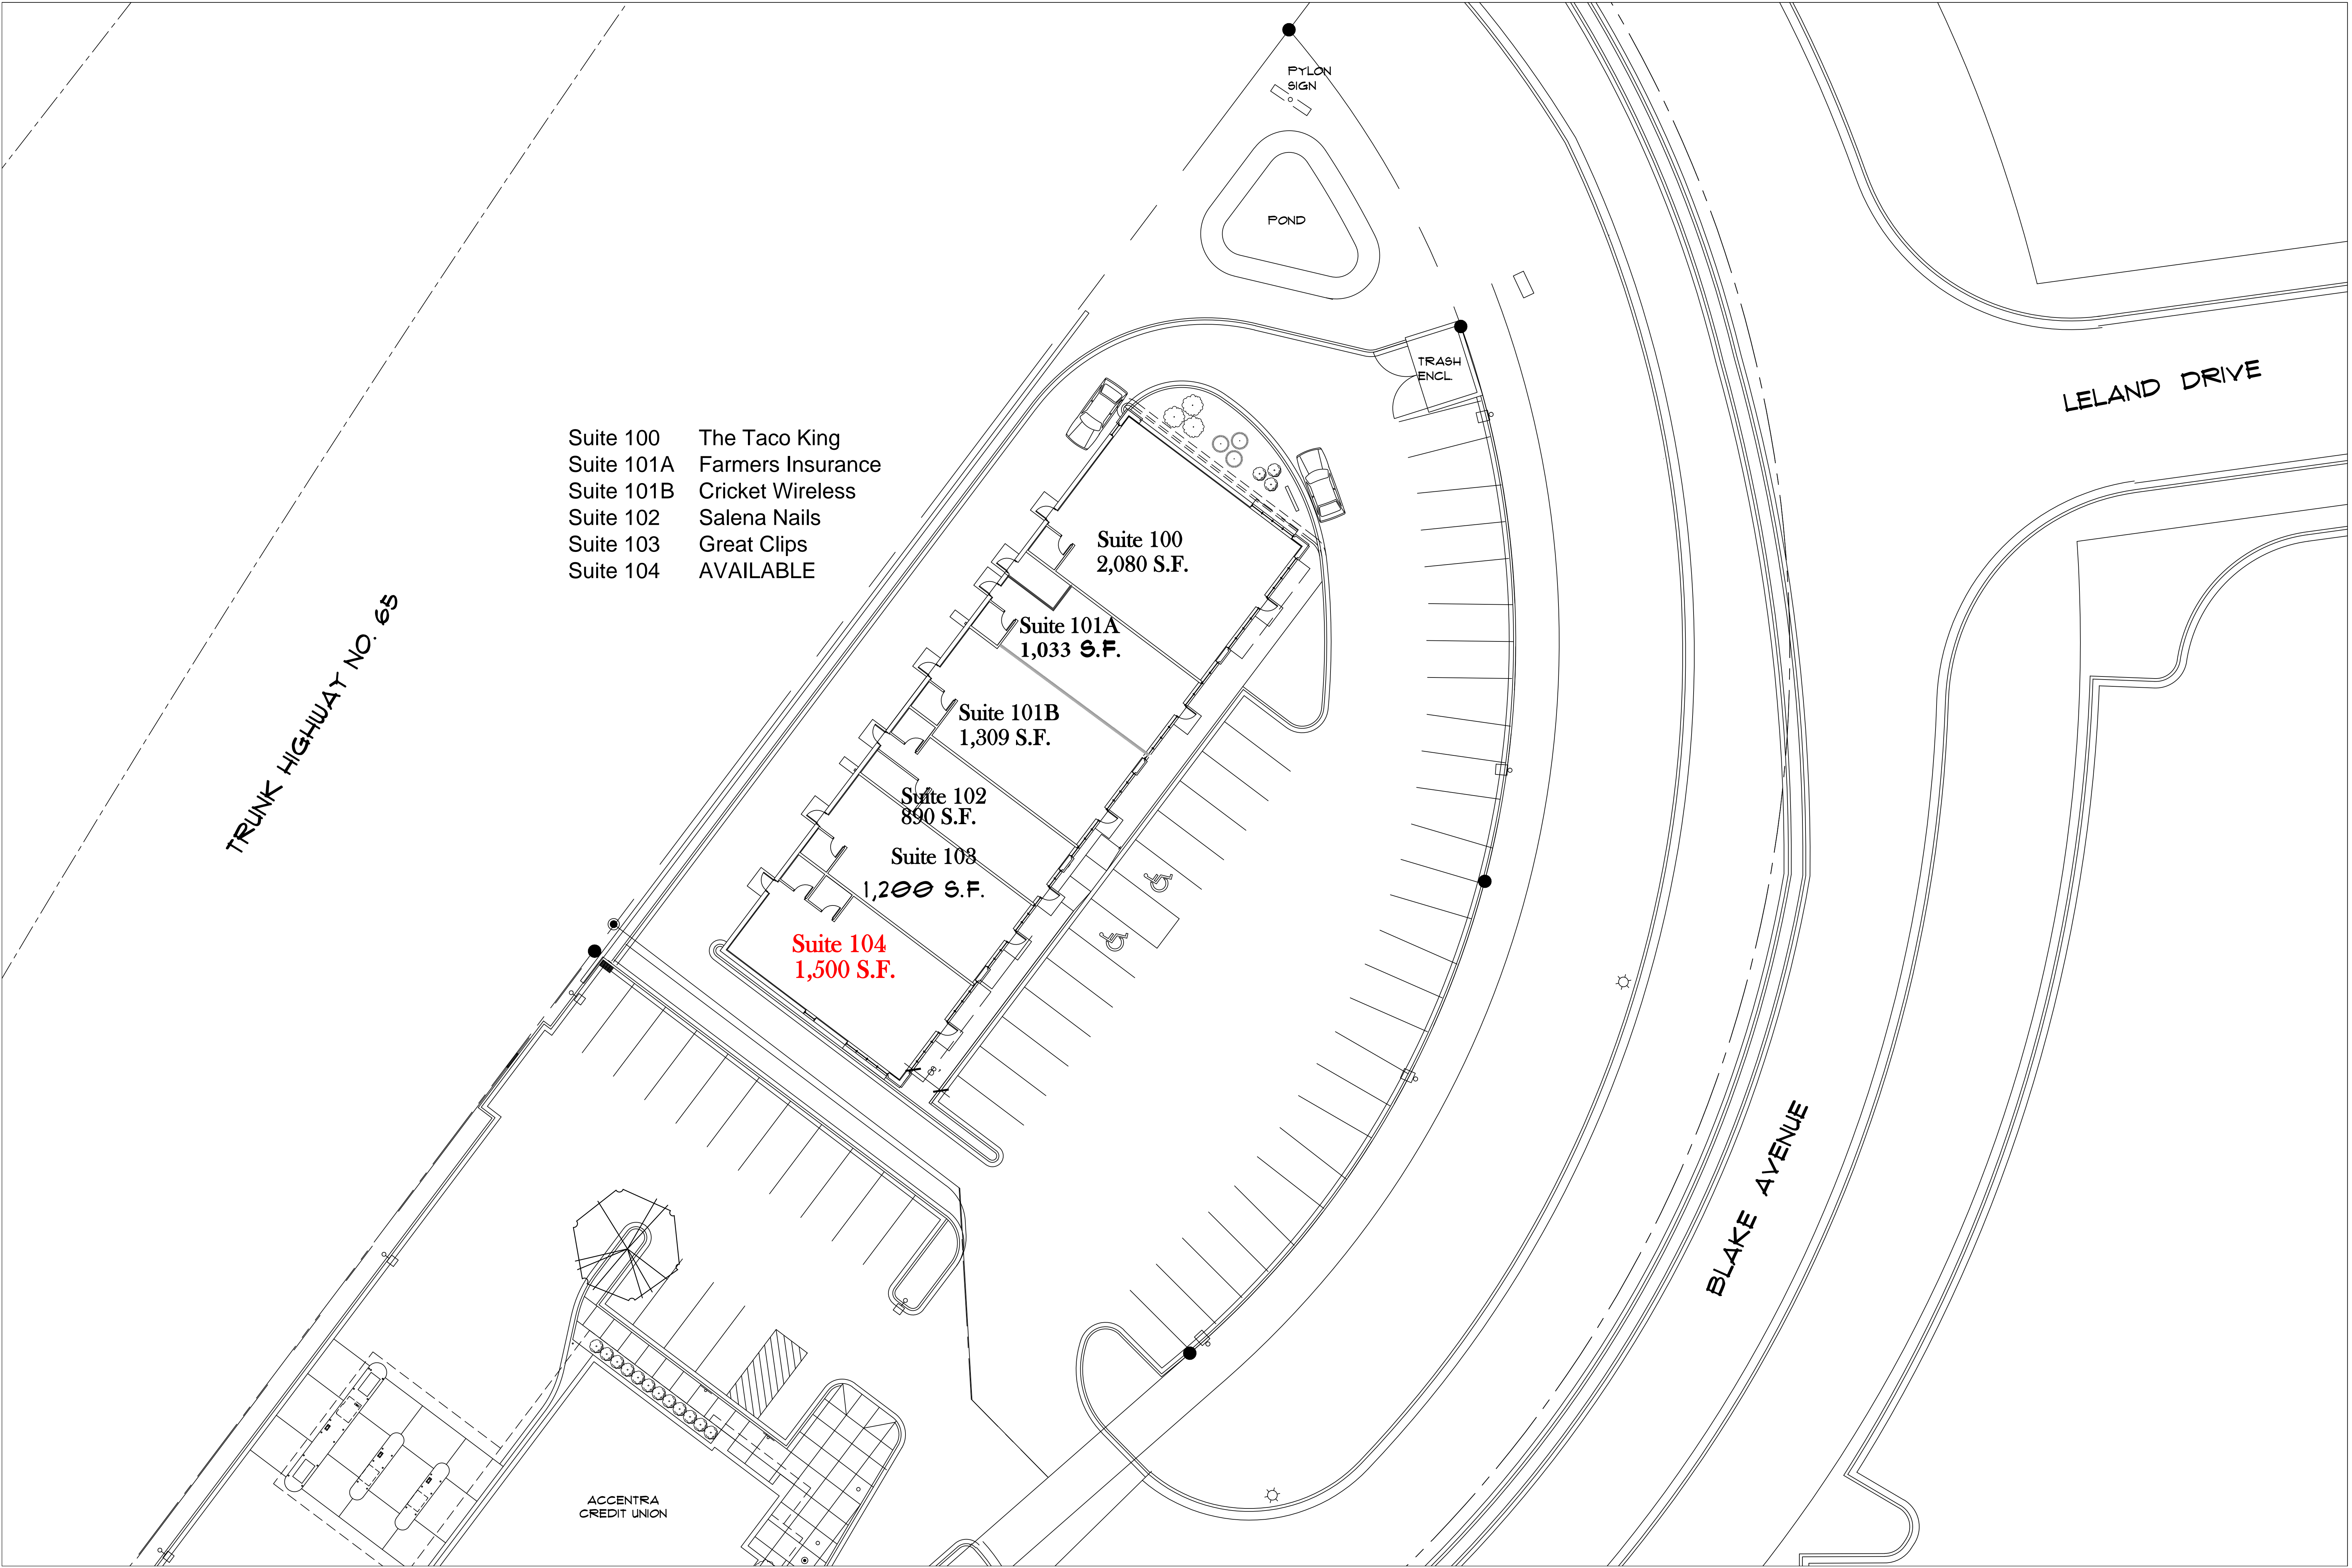 PYLON
SIGN
POND
TRASH
ENCL.
LELAND DRIVE
Suite 100 The Taco King
Suite 101A Farmers Insurance
Suite 101B Cricket Wireless
Suite 102 Salena Nails
Suite 103 Great Clips
Suite 104 AVAILABLE
TRUNK HIGHWAY NO. 65
Suite 100
2,080 S.F.
Suite 101A
1,033 S.F.
Suite 101B
1,309 S.F.
Suite 102
890 S.F.
Suite 103
1,200 S.F.
Suite 104
1,500 S.F.
8'
BLAKE AVENUE
ACCENTRA
CREDIT UNION